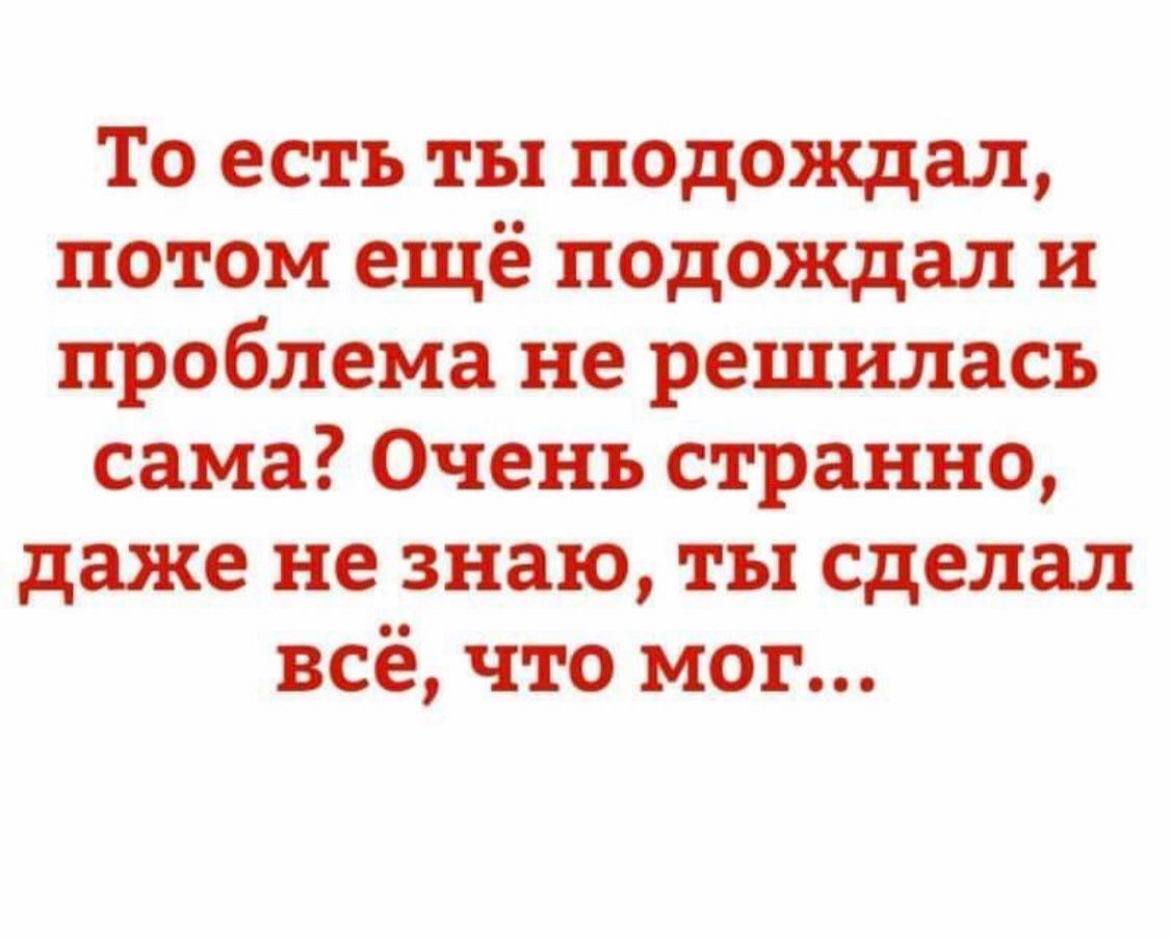 То есть ты подождал,
потом ещё подождал и
проблема не решилась
сама? Очень странно,
даже не знаю, ты сделал
всё, что мог...